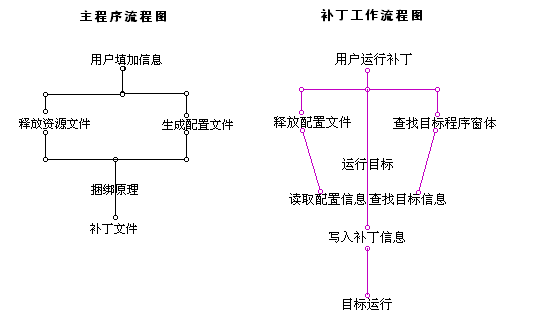 主程序流程图
用户填加信息
释放资源文件
生成配置文件
捆绑原理
补丁文件
补丁工作流程图
用户运行补丁
释放配置文件
查找目标程序窗体
运行目标
读取配置信息
查找目标信息
写入补丁信息
目标运行